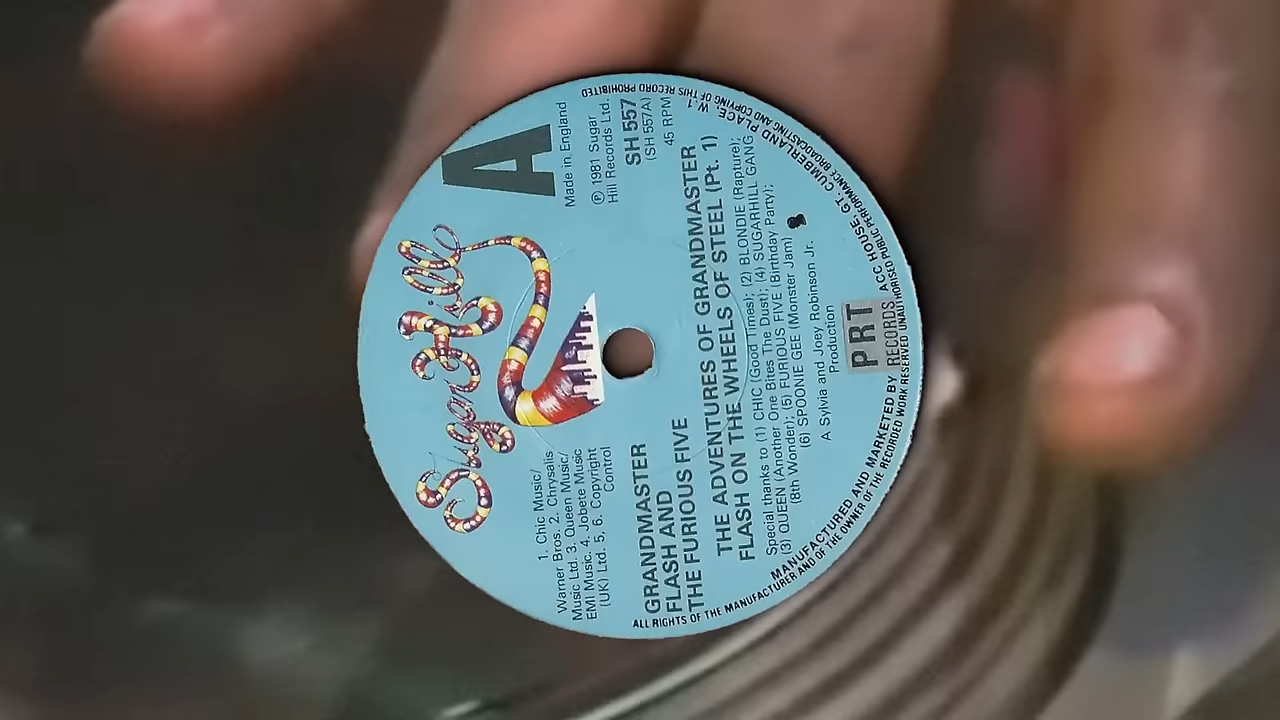 Sugar Hill
A
Made in England
℗ 1981 Sugar
Hill Records Ltd.
SH 557
(SH 557A)
45 RPM
1. Chic Music/
Warner Bros. 2. Chrysalis
Music Ltd. 3. Queen Music/
EMI Music. 4. Jobete Music
(UK) Ltd. 5, 6. Copyright
Control
GRANDMASTER
FLASH AND
THE FURIOUS FIVE
THE ADVENTURES OF GRANDMASTER
FLASH ON THE WHEELS OF STEEL (Pt. 1)
Special thanks to (1) CHIC (Good Times); (2) BLONDIE (Rapture);
(3) QUEEN (Another One Bites The Dust); (4) SUGARHILL GANG
(8th Wonder); (5) FURIOUS FIVE (Birthday Party);
(6) SPOONIE GEE (Monster Jam)
A Sylvia and Joey Robinson Jr.
Production
PRT
RECORDS
MANUFACTURED AND MARKETED BY PRT RECORDS ACC HOUSE, GT. CUMBERLAND PLACE, W.1
ALL RIGHTS OF THE MANUFACTURER AND OF THE OWNER OF THE RECORDED WORK RESERVED UNAUTHORISED PUBLIC PERFORMANCE BROADCASTING AND COPYING OF THIS RECORD PROHIBITED